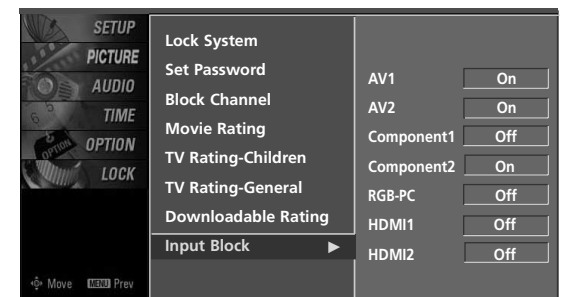 SETUP
PICTURE
AUDIO
TIME
OPTION
LOCK
Move MENU Prev
Lock System
Set Password
Block Channel
Movie Rating
TV Rating-Children
TV Rating-General
Downloadable Rating
Input Block ►
AV1 On
AV2 On
Component1 Off
Component2 On
RGB-PC Off
HDMI1 Off
HDMI2 Off